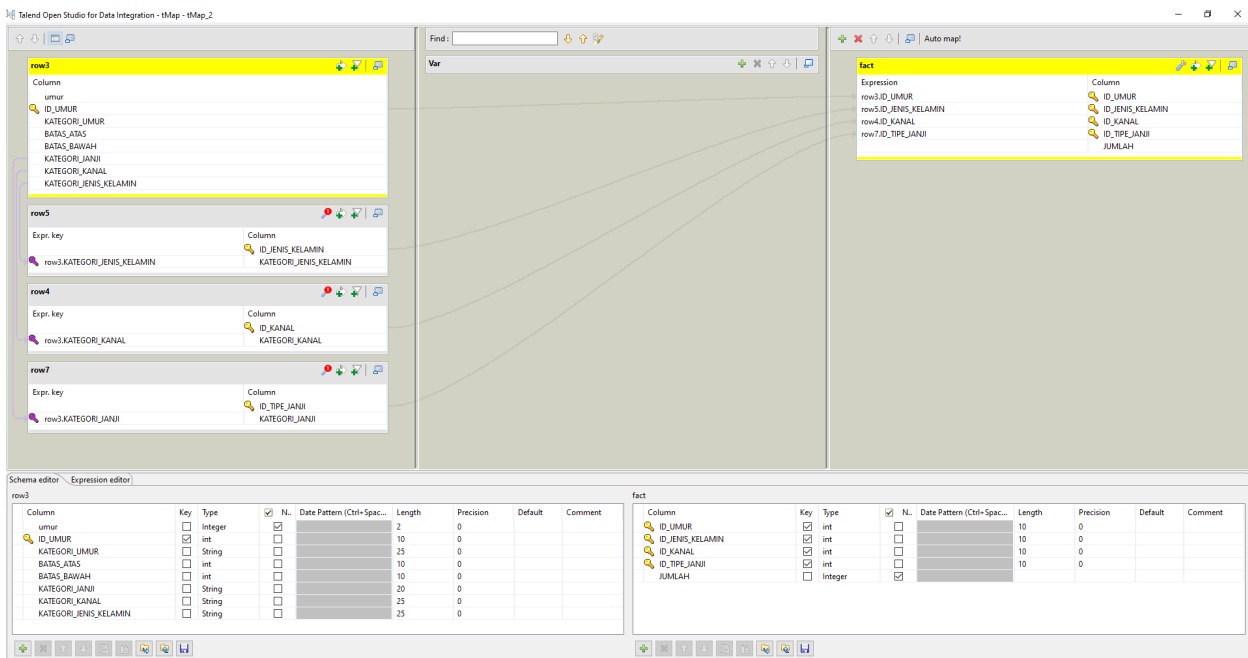 Talend Open Studio for Data Integration - tMap - tMap_2
Find :
Auto map!
row3
Column
umur
ID_UMUR
KATEGORI_UMUR
BATAS_ATAS
BATAS_BAWAH
KATEGORI_JANJI
KATEGORI_KANAL
KATEGORI_JENIS_KELAMIN
row5
Expr. key Column
ID_JENIS_KELAMIN
row3.KATEGORI_JENIS_KELAMIN KATEGORI_JENIS_KELAMIN
row4
Expr. key Column
ID_KANAL
row3.KATEGORI_KANAL KATEGORI_KANAL
row7
Expr. key Column
ID_TIPE_JANJI
row3.KATEGORI_JANJI KATEGORI_JANJI
Var
fact
Expression Column
row3.ID_UMUR ID_UMUR
row5.ID_JENIS_KELAMIN ID_JENIS_KELAMIN
row4.ID_KANAL ID_KANAL
row7.ID_TIPE_JANJI ID_TIPE_JANJI
JUMLAH
Schema editor Expression editor
row3
Column Key Type N.. Date Pattern (Ctrl+Spac... Length Precision Default Comment
umur Integer 2 0
ID_UMUR int 10 0
KATEGORI_UMUR String 25 0
BATAS_ATAS int 10 0
BATAS_BAWAH int 10 0
KATEGORI_JANJI String 20 0
KATEGORI_KANAL String 25 0
KATEGORI_JENIS_KELAMIN String 25 0
fact
Column Key Type N.. Date Pattern (Ctrl+Spac... Length Precision Default Comment
ID_UMUR int 10 0
ID_JENIS_KELAMIN int 10 0
ID_KANAL int 10 0
ID_TIPE_JANJI int 10 0
JUMLAH Integer